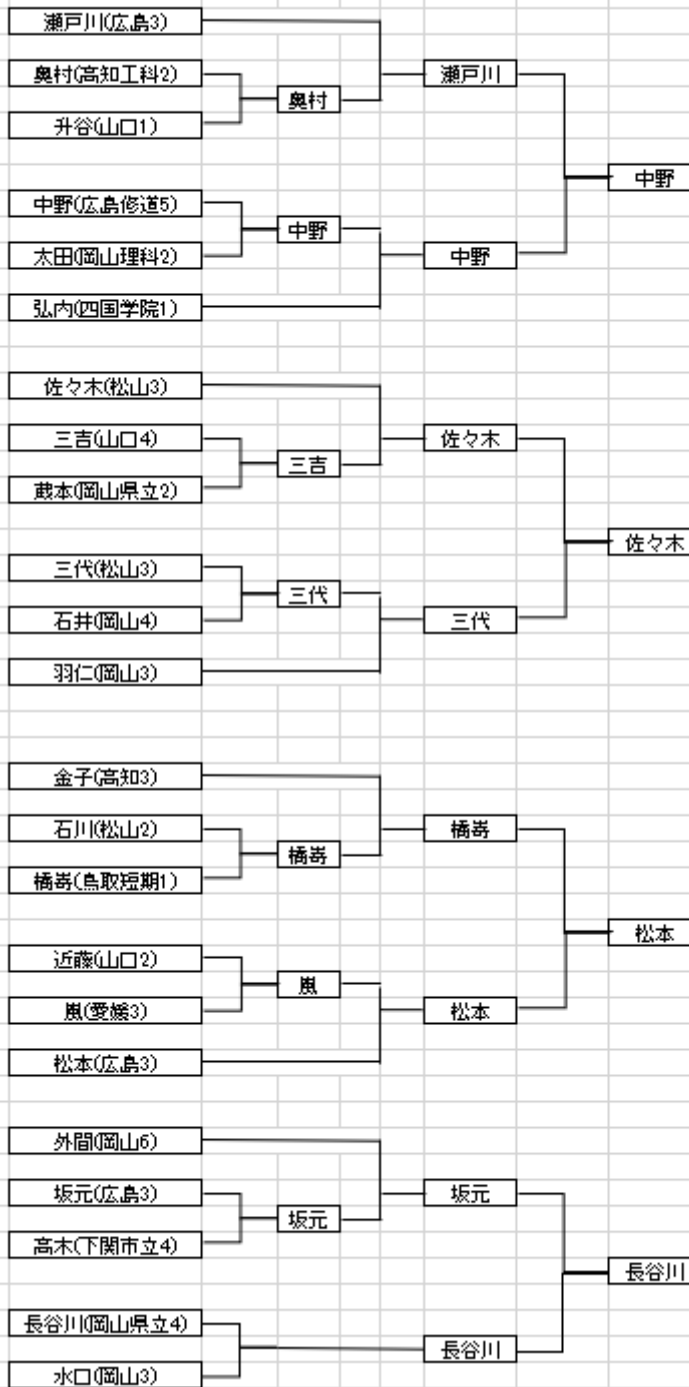 瀬戸川(広島3)
瀬戸川
奥村(高知工科2)
奥村
升谷(山口1)
中野
中野(広島修道5)
中野
太田(岡山理科2)
中野
弘内(四国学院1)
佐々木(松山3)
三吉(山口4)
佐々木
三吉
蔵本(岡山県立2)
佐々木
三代(松山3)
三代
石井(岡山4)
三代
羽仁(岡山3)
金子(高知3)
石川(松山2)
橋嵜
橋嵜
橋嵜(鳥取短期1)
松本
近藤(山口2)
嵐
嵐(愛媛3)
松本
松本(広島3)
外間(岡山6)
坂元(広島3)
坂元
坂元
高木(下関市立4)
長谷川
長谷川(岡山県立4)
長谷川
水口(岡山3)